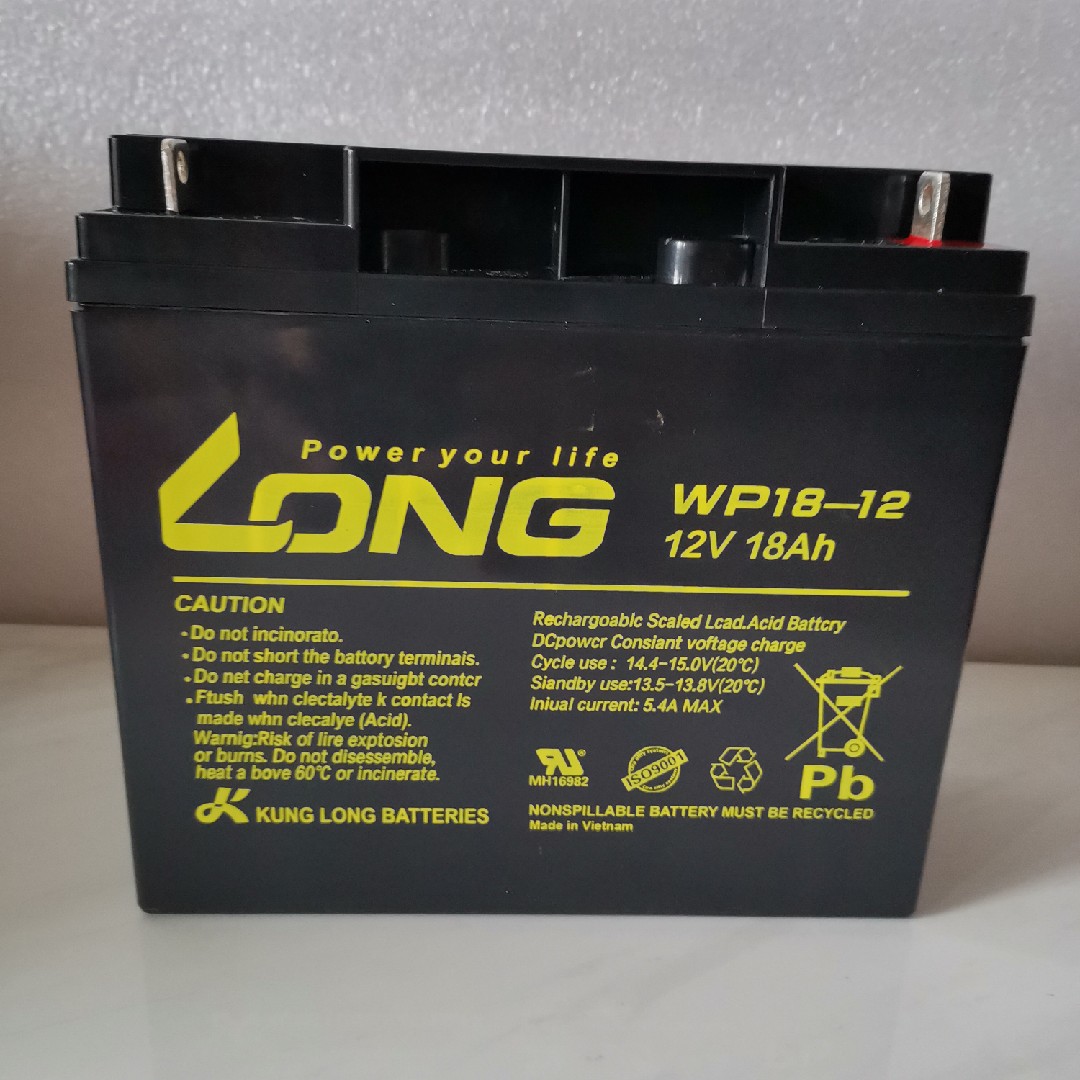 Power your life
LONG
WP18-12
12V 18Ah
CAUTION
•Do not incinorato.
•Do not short the battory terminais.
•Do net charge in a gasuigbt contcr
•Ftush whn clectalyte k contact ls
made whn clecalye (Acid).
Warnig:Risk of lire exptosion
or burns. Do not disessemble,
heat a bove 60℃ or incinerate.
KUNG LONG BATTERIES
Rechargoablc Scaled Lcad.Acid Battcry
DCpowcr Consiant voftage charge
Cycle use : 14.4-15.0V(20℃)
Siandby use:13.5-13.8V(20℃)
Iniual current: 5.4A MAX
MH16982
ISO9001
Pb
NONSPILLABLE BATTERY MUST BE RECYCLED
Made in Vietnam